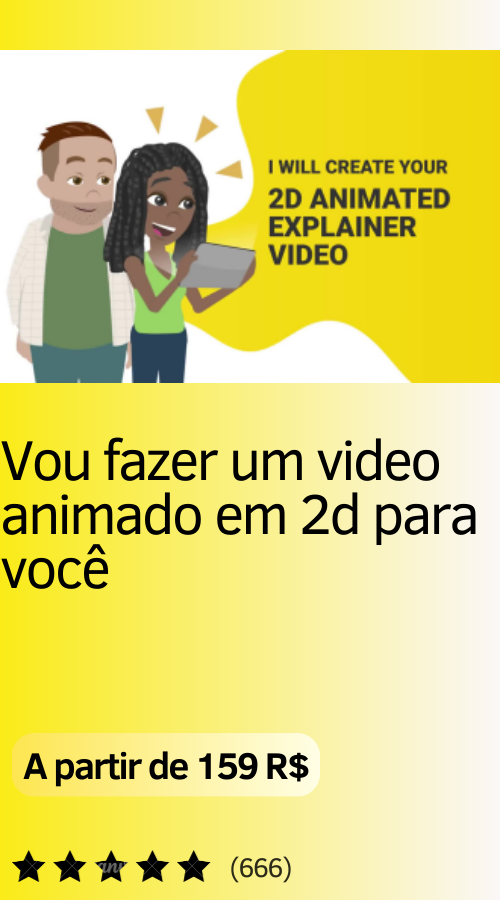 I WILL CREATE YOUR
2D ANIMATED
EXPLAINER
VIDEO
Vou fazer um video
animado em 2d para
você
A partir de 159 R$
(666)